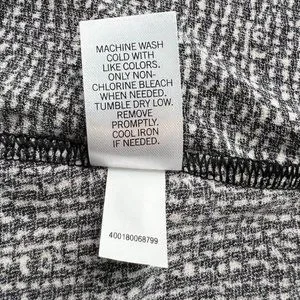 MACHINE WASH
COLD WITH
LIKE COLORS.
ONLY NON-
CHLORINE BLEACH
WHEN NEEDED.
TUMBLE DRY LOW.
REMOVE
PROMPTLY.
COOL IRON
IF NEEDED.
400180068799